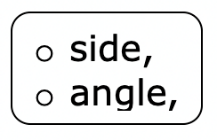 ○ side,
○ angle,